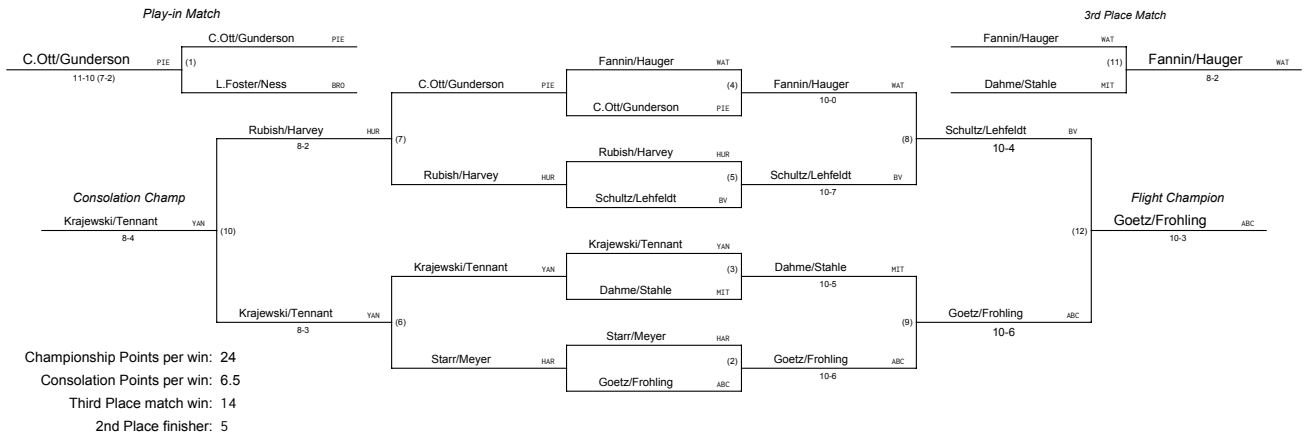 Play-in Match
3rd Place Match
C.Ott/Gunderson PIE
Fannin/Hauger WAT
C.Ott/Gunderson PIE (1)
(11) Fannin/Hauger WAT
11-10 (7-2)
8-2
Fannin/Hauger WAT
L.Foster/Ness BRO
C.Ott/Gunderson PIE
(4) Fannin/Hauger WAT
Dahme/Stahle MIT
10-0
C.Ott/Gunderson PIE
Rubish/Harvey HUR
(7)
(8)
Schultz/Lehfeldt BV
8-2
10-4
Rubish/Harvey HUR
Rubish/Harvey HUR
(5) Schultz/Lehfeldt BV
10-7
Consolation Champ
Schultz/Lehfeldt BV
Flight Champion
Krajewski/Tennant YAN
(10)
(12)
Goetz/Frohling ABC
8-4
10-3
Krajewski/Tennant YAN
Krajewski/Tennant YAN
(3) Dahme/Stahle MIT
10-5
Dahme/Stahle MIT
Krajewski/Tennant YAN
(6)
(9)
Goetz/Frohling ABC
8-3
10-6
Starr/Meyer HAR
Championship Points per win: 24
Starr/Meyer HAR
(2) Goetz/Frohling ABC
10-6
Consolation Points per win: 6.5
Goetz/Frohling ABC
Third Place match win: 14
2nd Place finisher: 5